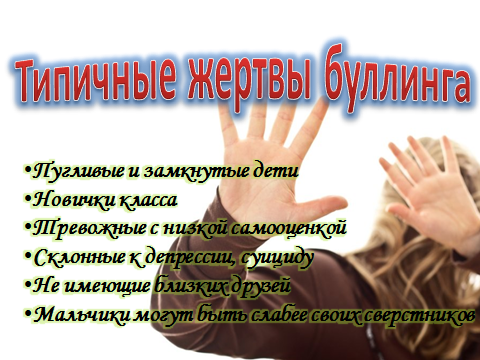 Типичные жертвы буллинга
•Пугливые и замкнутые дети
•Новички класса
•Тревожные с низкой самооценкой
•Склонные к депрессии, суициду
•Не имеющие близких друзей
•Мальчики могут быть слабее своих сверстников